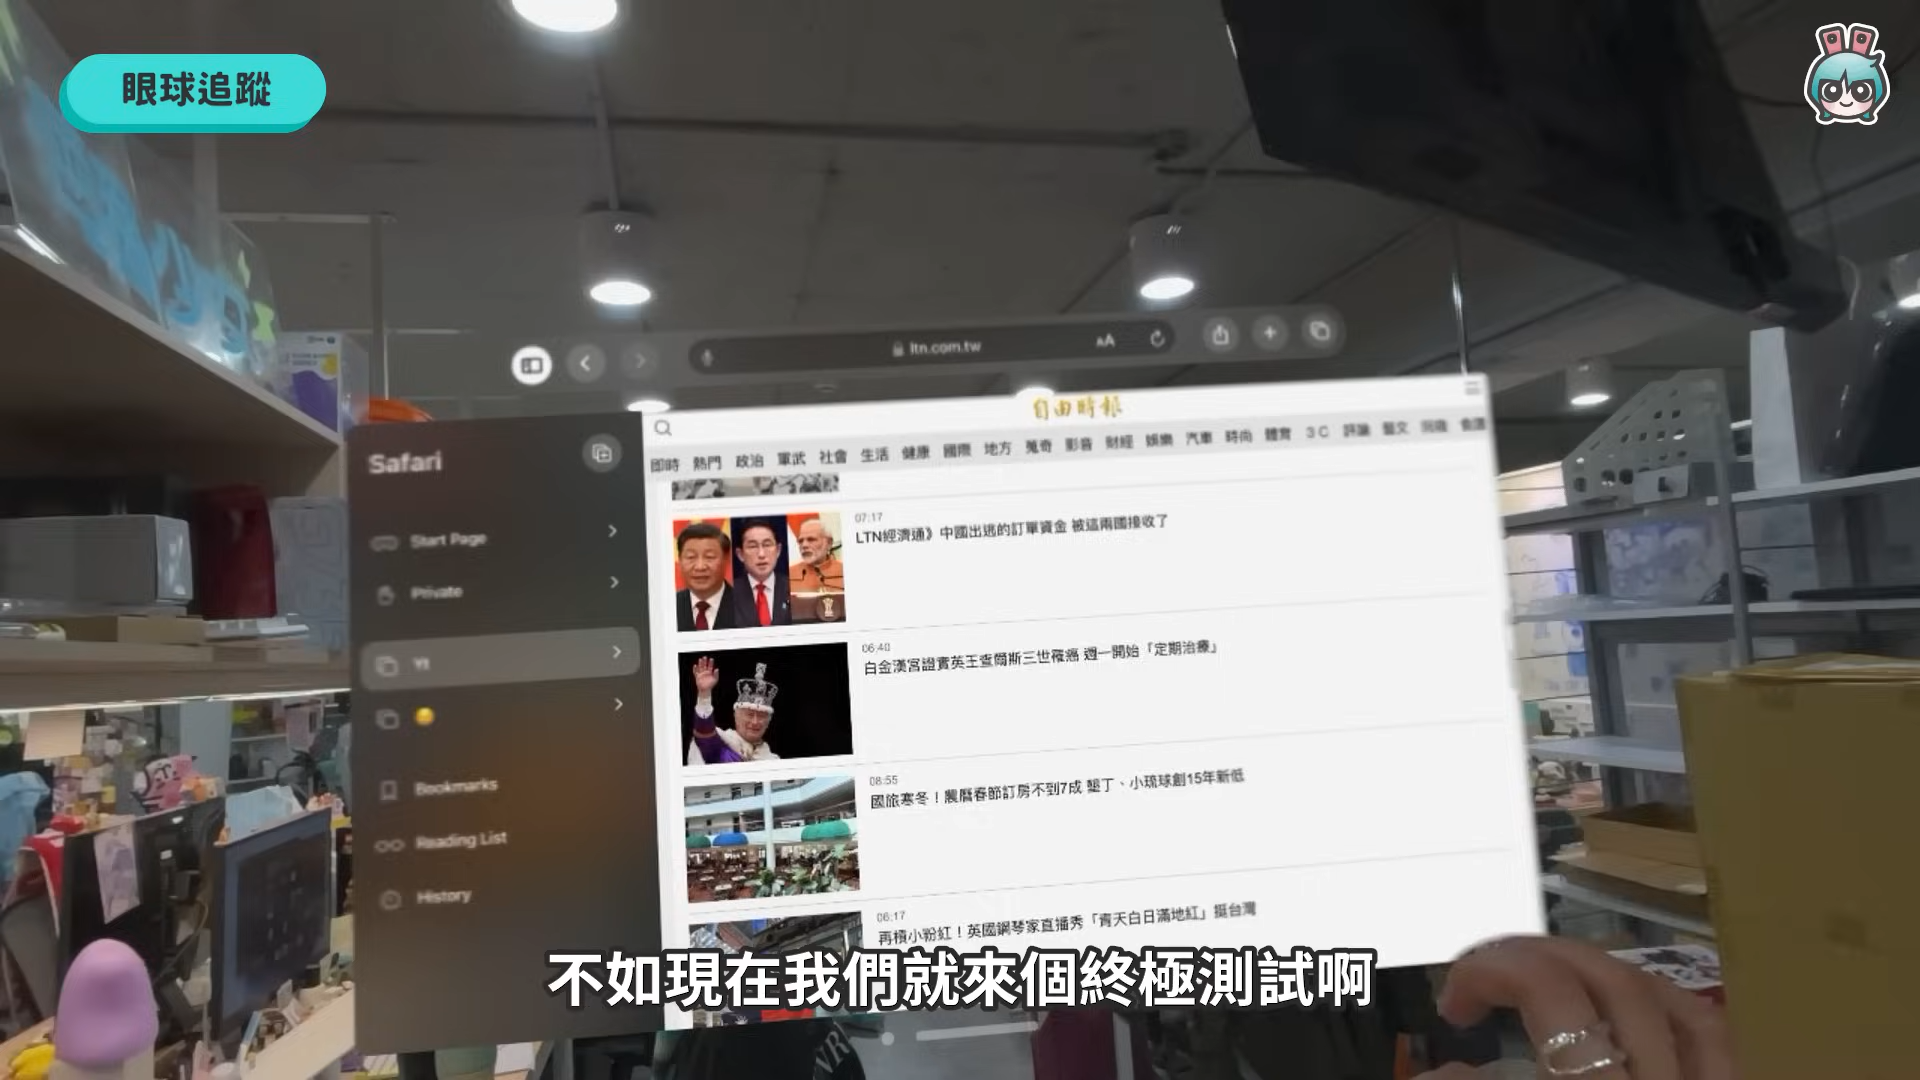 眼球追蹤
ltn.com.tw
AA
自由時報
Safari
即時 熱門 政治 軍武 社會 生活 健康 國際 地方 蒐奇 影音 財經 娛樂 汽車 時尚 體育 3C 評論 藝文
07:17
LTN經濟通》中國出逃的訂單資金 被這兩國接收了
Start Page
Private
06:40
白金漢宮證實英王查爾斯三世罹癌 週一開始「定期治療」
YI
08:55
國旅寒冬！農曆春節訂房不到7成 墾丁、小琉球創15年新低
Bookmarks
Reading List
History
06:17
再槓小粉紅！英國鋼琴家直播秀「青天白日滿地紅」挺台灣
不如現在我們就來個終極測試啊